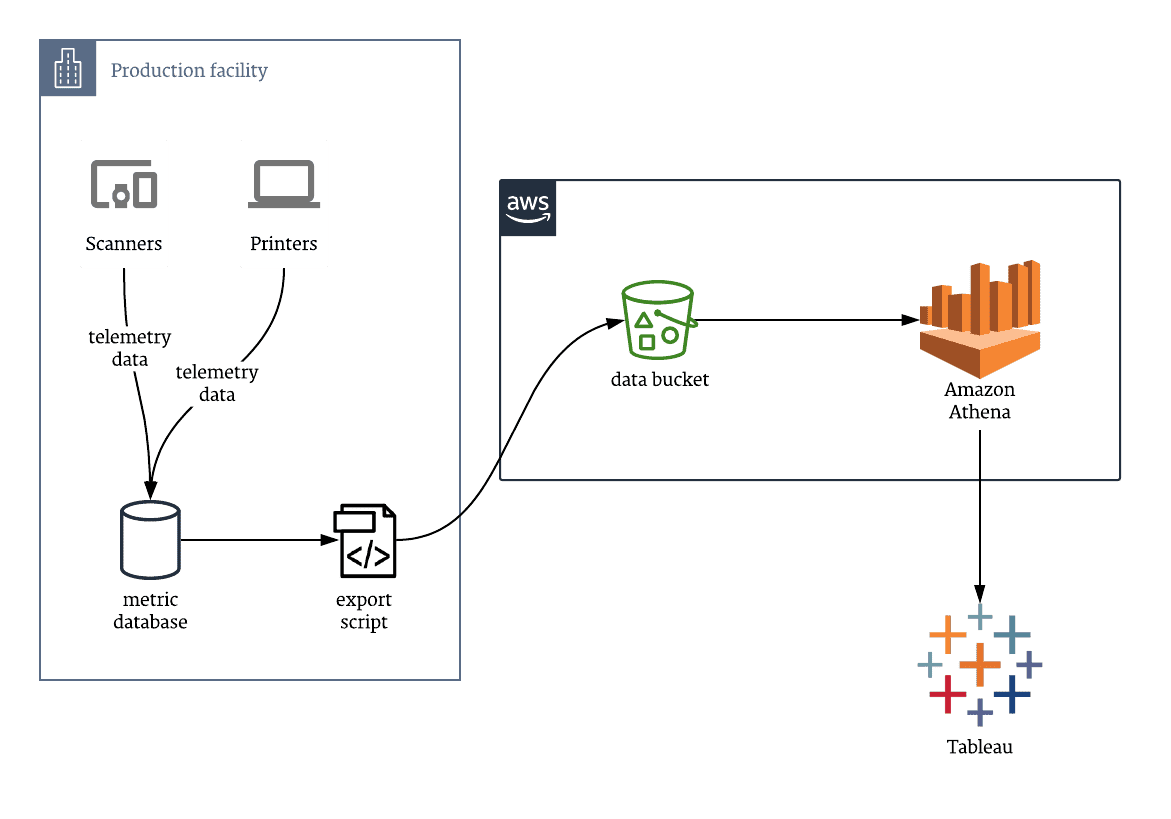 Production facility
Scanners
Printers
telemetry
data
telemetry
data
metric
database
export
script
</>
aws
data bucket
Amazon
Athena
Tableau